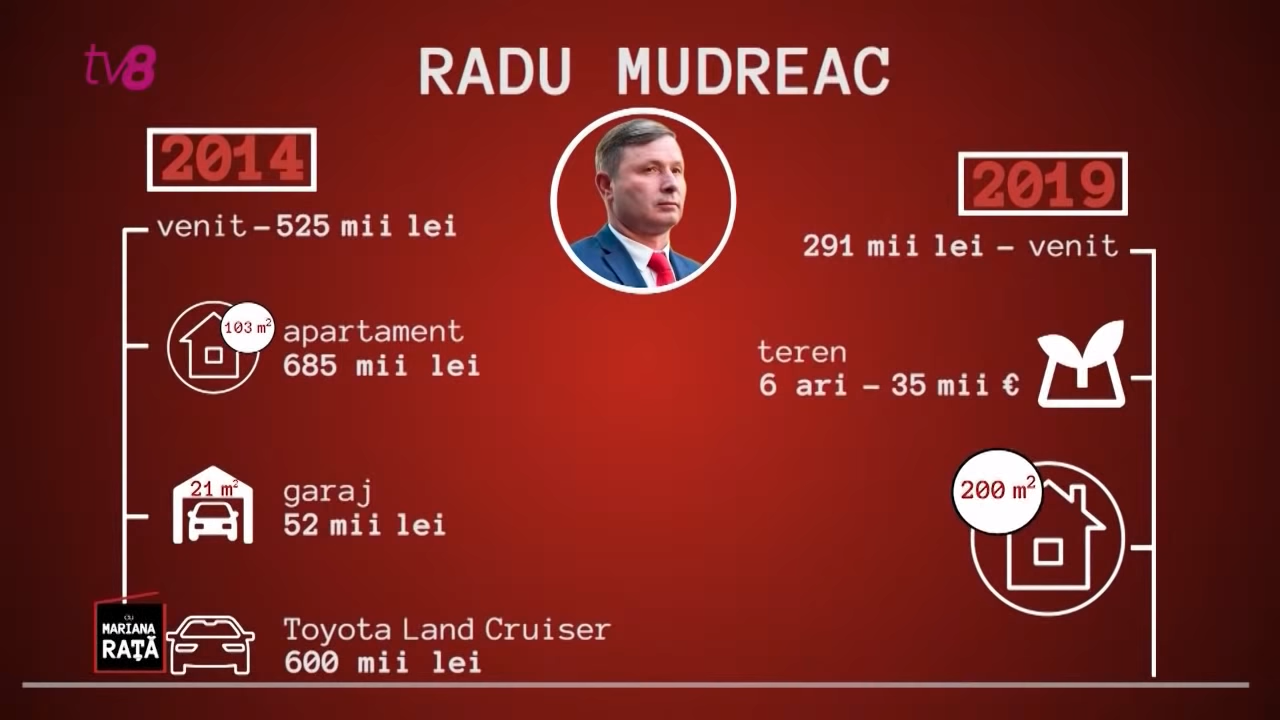 tv8
RADU MUDREAC
2014
venit – 525 mii lei
103 m²
apartament
685 mii lei
21 m²
garaj
52 mii lei
Toyota Land Cruiser
600 mii lei
2019
291 mii lei – venit
teren
6 ari – 35 mii €
200 m²
cu
MARIANA
RAȚĂ